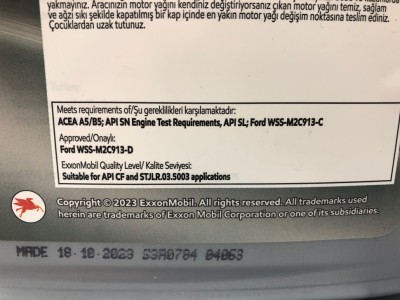 yakmayınız. Aracınızın motor yağını kendiniz değiştiriyorsanız çıkan motor yağını temiz, sağlam
ve ağzı sıkı şekilde kapatılmış bir kap içinde en yakın motor yağı değişim noktasına teslim ediniz.
Çocuklardan uzak tutunuz.
Meets requirements of/Şu gereklilikleri karşılamaktadır:
ACEA A5/B5; API SN Engine Test Requirements, API SL; Ford WSS-M2C913-C
Approved/Onaylı:
Ford WSS-M2C913-D
ExxonMobil Quality Level/ Kalite Seviyesi:
Suitable for API CF and STJLR.03.5003 applications
Copyright © 2023 ExxonMobil. All rights reserved. All trademarks used
herein are trademarks of Exxon Mobil Corporation or one of its subsidiaries.
MADE 18-10-2023 S3A0784 04063